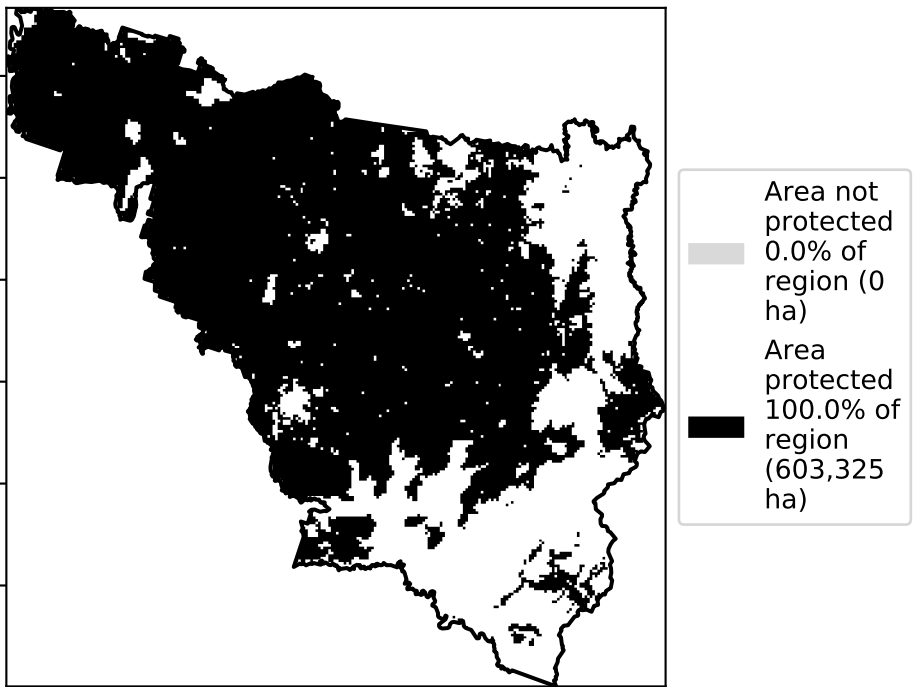 Area not
protected
0.0% of
region (0
ha)
Area
protected
100.0% of
region
(603,325
ha)